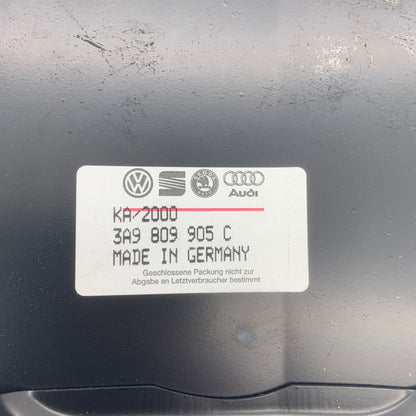 Audi
KA/2000
3A9 809 905 C
MADE IN GERMANY
Geschlossene Packung nicht zur
Abgabe an Letztverbraucher bestimmt